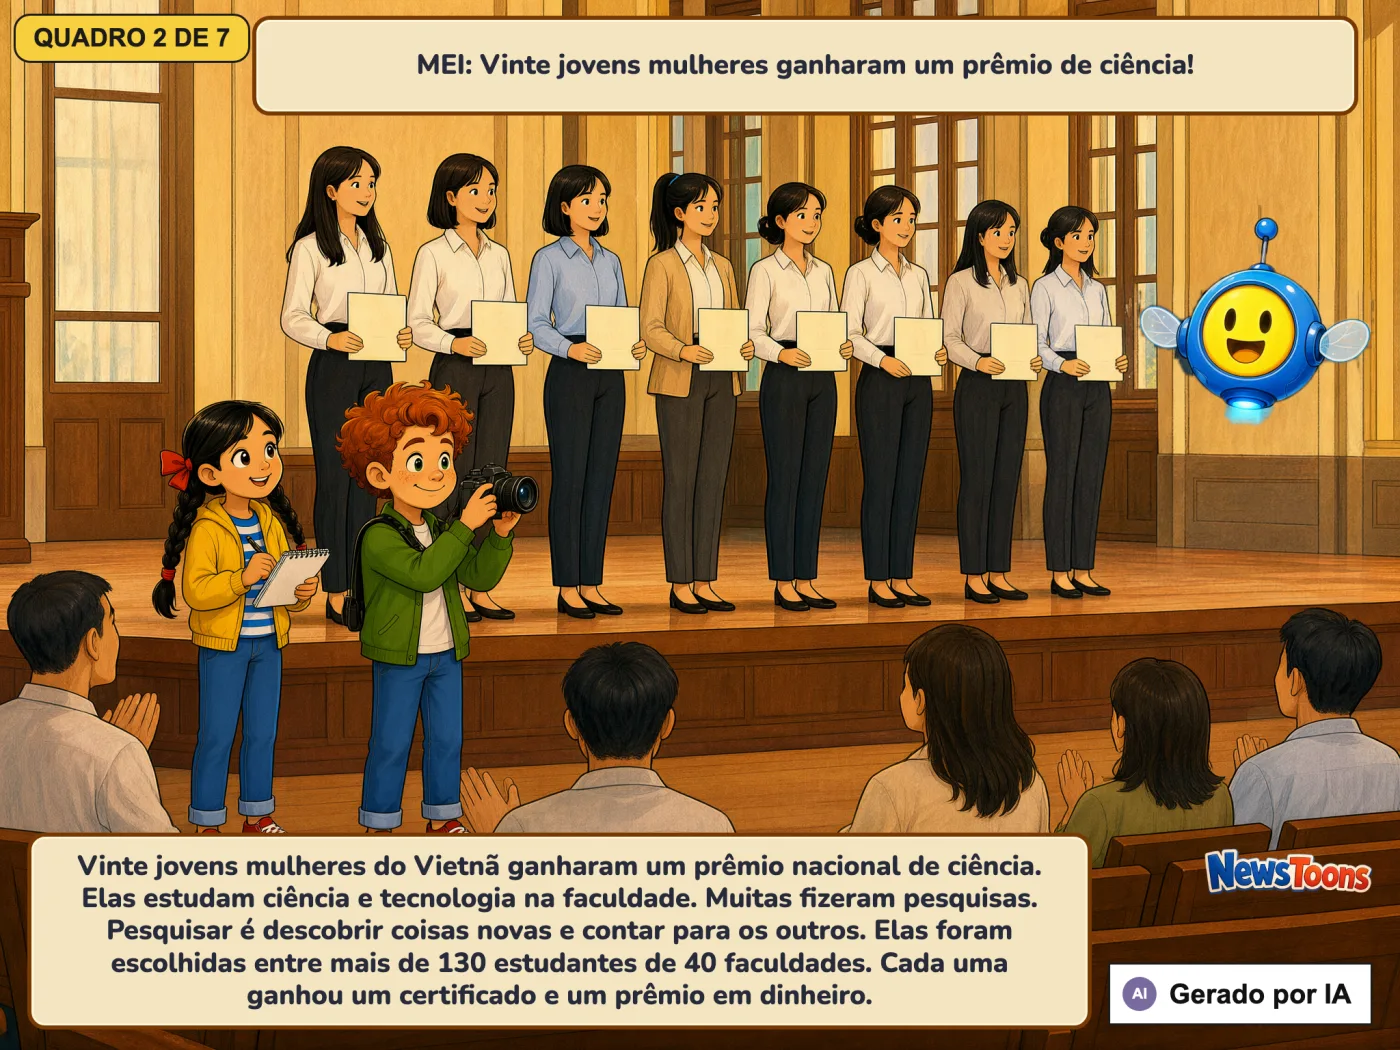 QUADRO 2 DE 7
MEI: Vinte jovens mulheres ganharam um prêmio de ciência!
Vinte jovens mulheres do Vietnã ganharam um prêmio nacional de ciência.
Elas estudam ciência e tecnologia na faculdade. Muitas fizeram pesquisas.
Pesquisar é descobrir coisas novas e contar para os outros. Elas foram
escolhidas entre mais de 130 estudantes de 40 faculdades. Cada uma
ganhou um certificado e um prêmio em dinheiro.
NewsToons
AI Gerado por IA